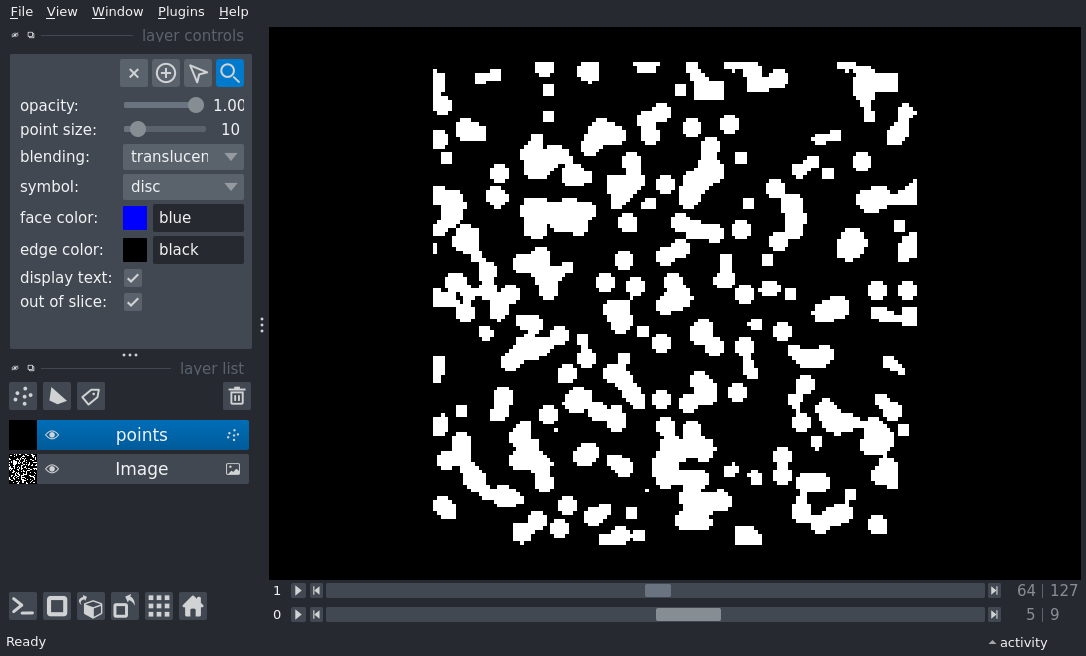 File View Window Plugins Help
layer controls
opacity: 1.00
point size: 10
blending: translucen
symbol: disc
face color: blue
edge color: black
display text:
out of slice:
layer list
points
Image
1 64 127
0 5 9
Ready activity